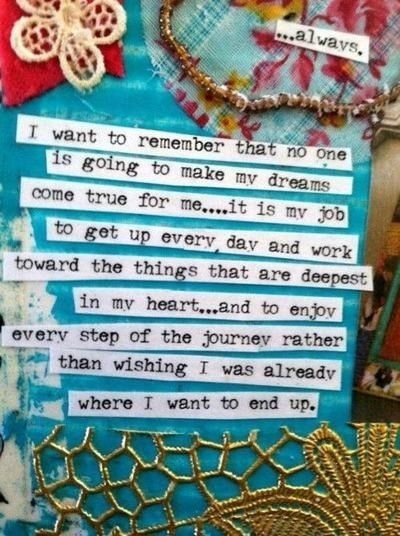 ...always.
I want to remember that no one
is going to make my dreams
come true for me....it is my job
to get up every day and work
toward the things that are deepest
in my heart...and to enjoy
every step of the journey rather
than wishing I was already
where I want to end up.